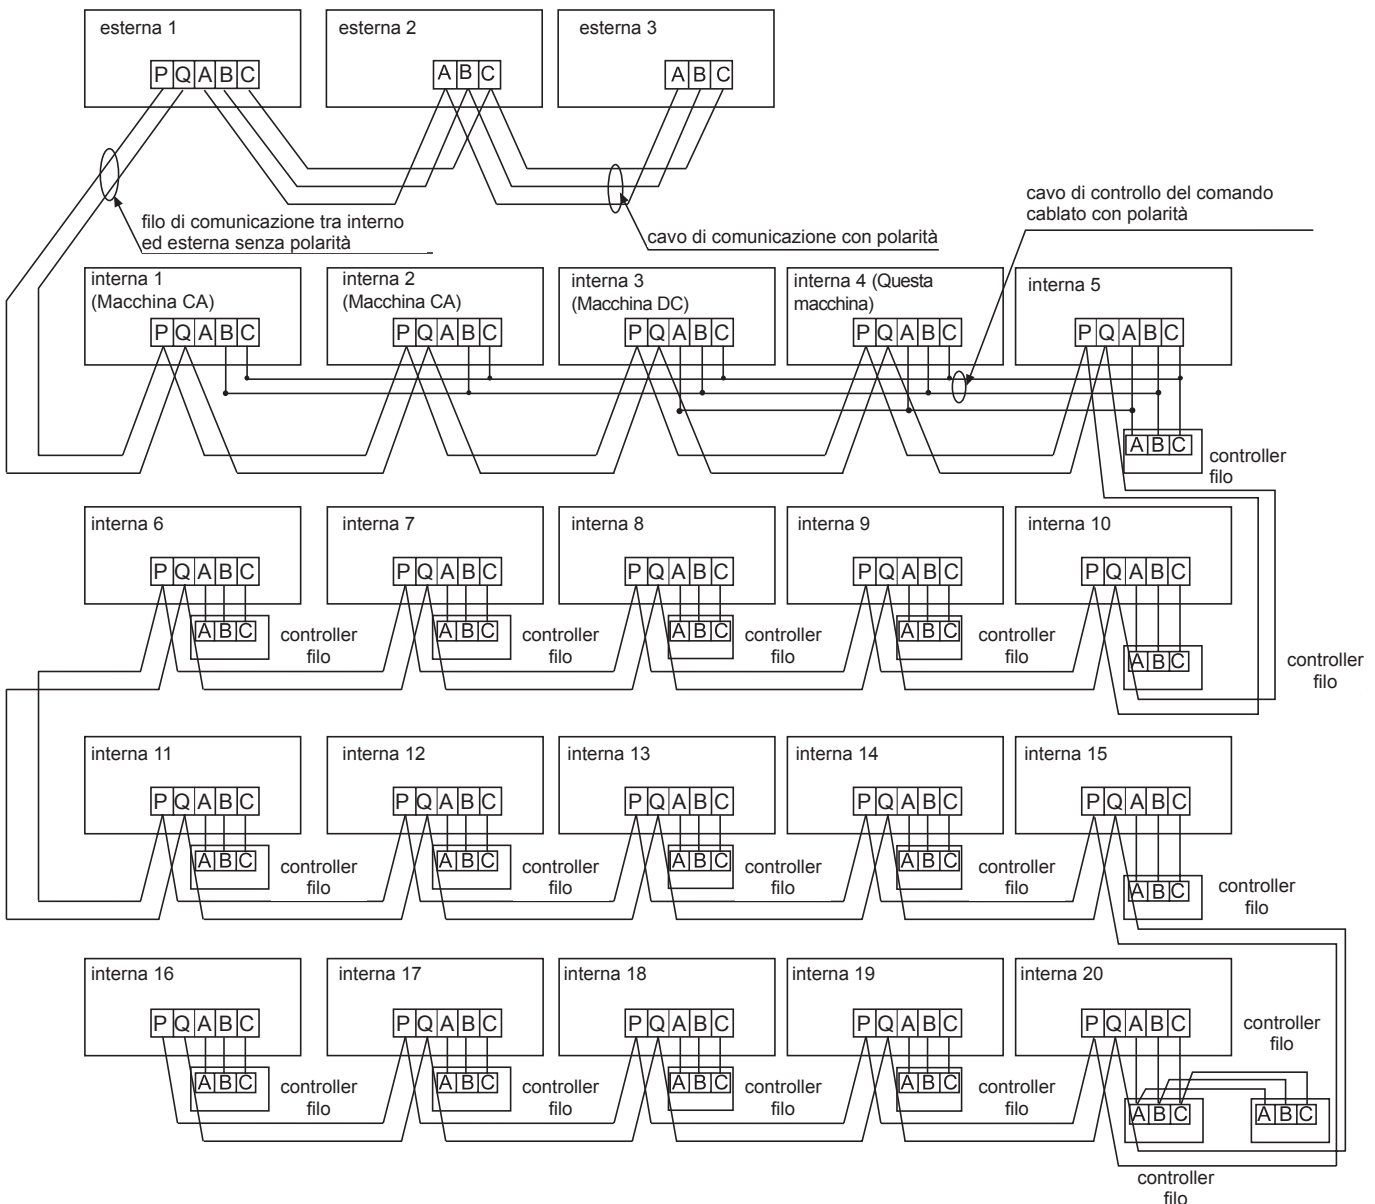 esterna 1
esterna 2
esterna 3
P Q A B C
A B C
A B C
filo di comunicazione tra interno
ed esterna senza polarità
cavo di comunicazione con polarità
cavo di controllo del comando
cablato con polarità
interna 1
(Macchina CA)
interna 2
(Macchina CA)
interna 3
(Macchina DC)
interna 4 (Questa
macchina)
interna 5
P Q A B C
P Q A B C
P Q A B C
P Q A B C
P Q A B C
A B C
controller
filo
interna 6
interna 7
interna 8
interna 9
interna 10
P Q A B C
P Q A B C
P Q A B C
P Q A B C
P Q A B C
A B C
controller
filo
A B C
controller
filo
A B C
controller
filo
A B C
controller
filo
A B C
controller
filo
interna 11
interna 12
interna 13
interna 14
interna 15
P Q A B C
P Q A B C
P Q A B C
P Q A B C
P Q A B C
A B C
controller
filo
A B C
controller
filo
A B C
controller
filo
A B C
controller
filo
A B C
controller
filo
interna 16
interna 17
interna 18
interna 19
interna 20
P Q A B C
P Q A B C
P Q A B C
P Q A B C
P Q A B C
controller
filo
A B C
controller
filo
A B C
controller
filo
A B C
controller
filo
A B C
controller
filo
A B C
A B C
controller
filo